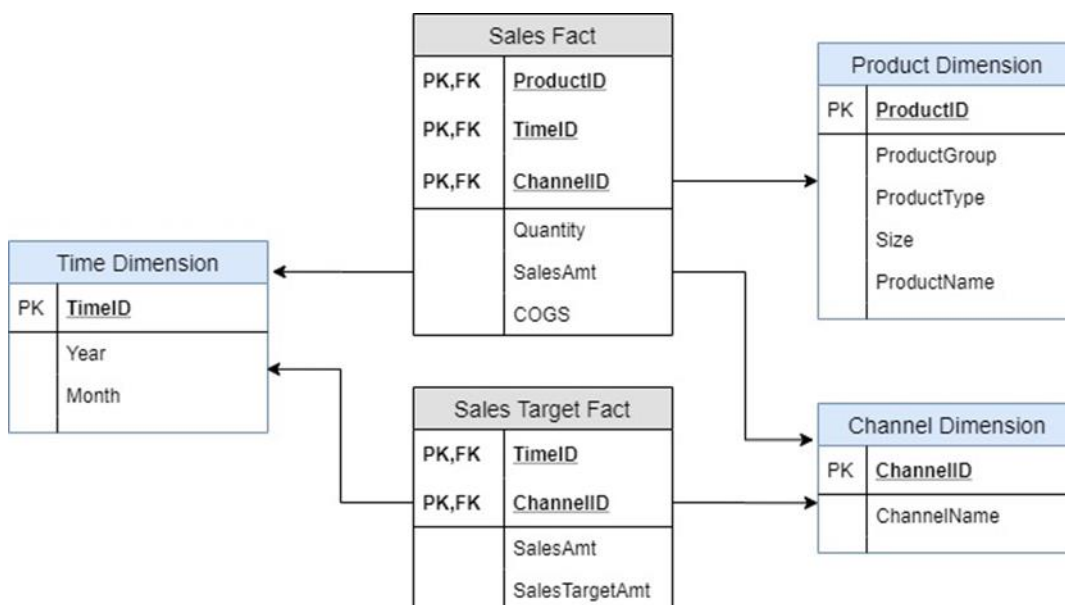 Sales Fact
PK,FK ProductID
PK,FK TimeID
PK,FK ChannelID
Quantity
SalesAmt
COGS
Product Dimension
PK ProductID
ProductGroup
ProductType
Size
ProductName
Time Dimension
PK TimeID
Year
Month
Sales Target Fact
PK,FK TimeID
PK,FK ChannelID
SalesAmt
SalesTargetAmt
Channel Dimension
PK ChannelID
ChannelName